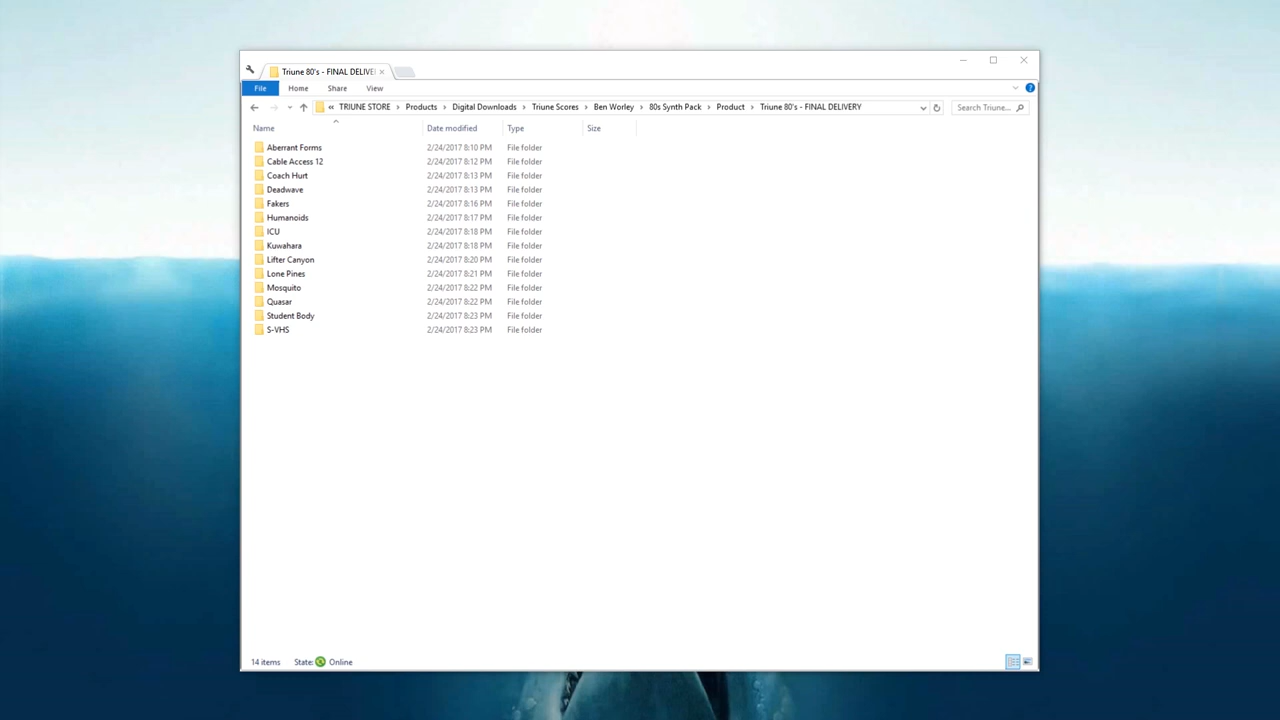 Triune 80's - FINAL DELIVE
File Home Share View
« TRIUNE STORE > Products > Digital Downloads > Triune Scores > Ben Worley > 80s Synth Pack > Product > Triune 80's - FINAL DELIVERY
Search Triune...
Name Date modified Type Size
Aberrant Forms 2/24/2017 8:10 PM File folder
Cable Access 12 2/24/2017 8:12 PM File folder
Coach Hurt 2/24/2017 8:13 PM File folder
Deadwave 2/24/2017 8:13 PM File folder
Fakers 2/24/2017 8:16 PM File folder
Humanoids 2/24/2017 8:17 PM File folder
ICU 2/24/2017 8:18 PM File folder
Kuwahara 2/24/2017 8:18 PM File folder
Lifter Canyon 2/24/2017 8:20 PM File folder
Lone Pines 2/24/2017 8:21 PM File folder
Mosquito 2/24/2017 8:22 PM File folder
Quasar 2/24/2017 8:22 PM File folder
Student Body 2/24/2017 8:23 PM File folder
S-VHS 2/24/2017 8:23 PM File folder
14 items State: Online